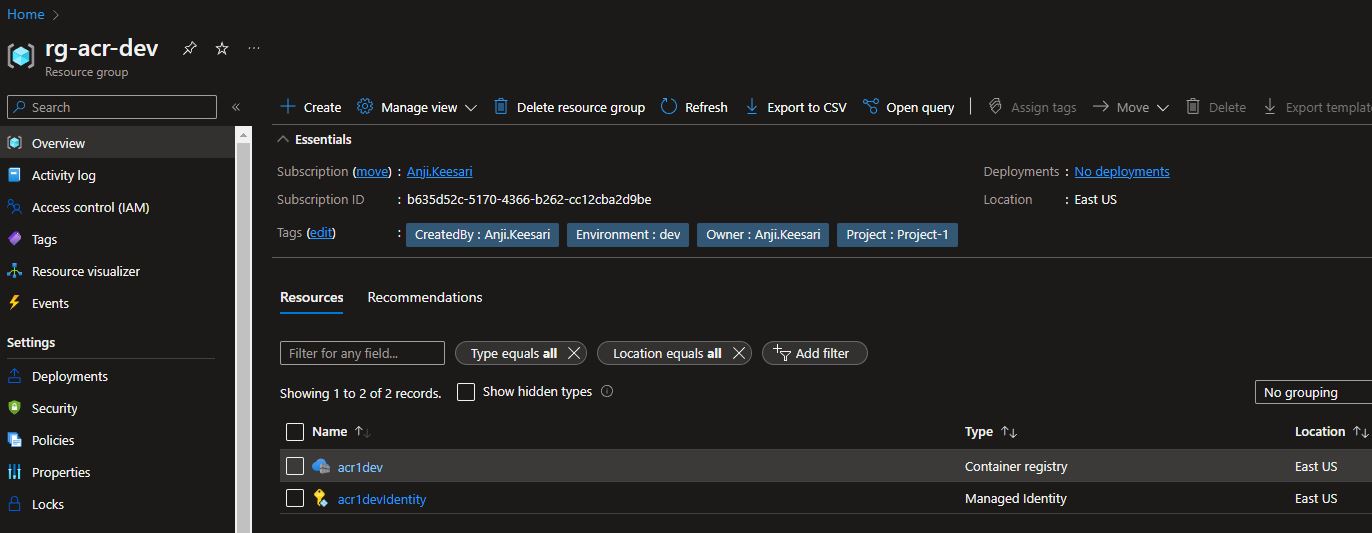 Home >
rg-acr-dev ...
Resource group
Search «
Overview
Activity log
Access control (IAM)
Tags
Resource visualizer
Events
Settings
Deployments
Security
Policies
Properties
Locks
Create Manage view Delete resource group Refresh Export to CSV Open query Assign tags Move Delete Export template
Essentials
Subscription (move) : Anji.Keesari Deployments : No deployments
Subscription ID : b635d52c-5170-4366-b262-cc12cba2d9be Location : East US
Tags (edit) : CreatedBy : Anji.Keesari Environment : dev Owner : Anji.Keesari Project : Project-1
Resources Recommendations
Filter for any field... Type equals all Location equals all Add filter
Showing 1 to 2 of 2 records. Show hidden types No grouping
Name Type Location
acr1dev Container registry East US
acr1devIdentity Managed Identity East US